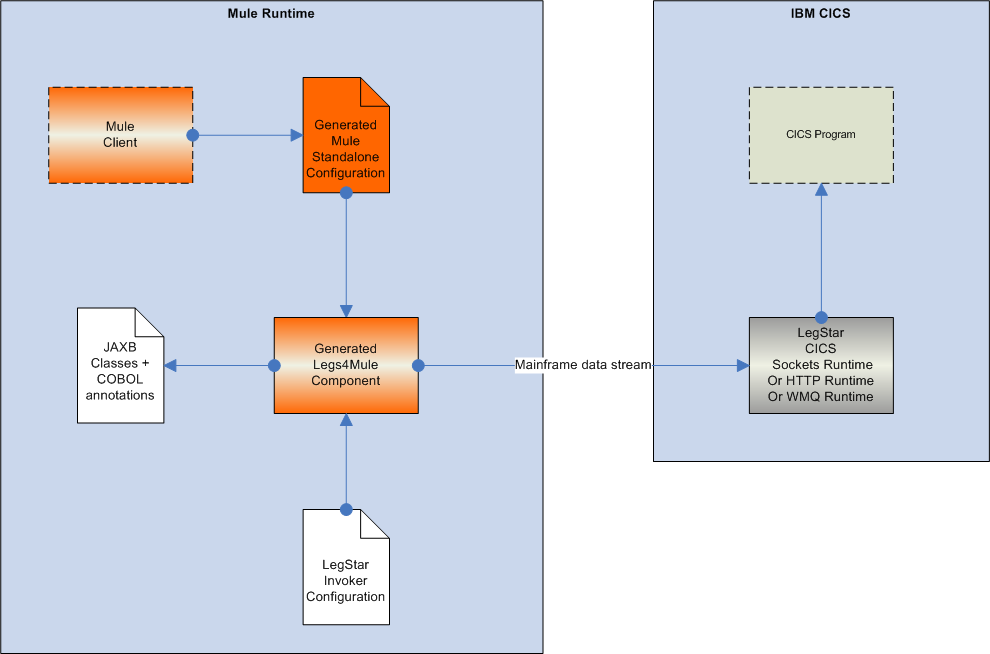 Mule Runtime
IBM CICS
Mule
Client
Generated
Mule
Standalone
Configuration
CICS Program
JAXB
Classes +
COBOL
annotations
Generated
Legs4Mule
Component
Mainframe data stream
LegStar
CICS
Sockets Runtime
Or HTTP Runtime
Or WMQ Runtime
LegStar
Invoker
Configuration